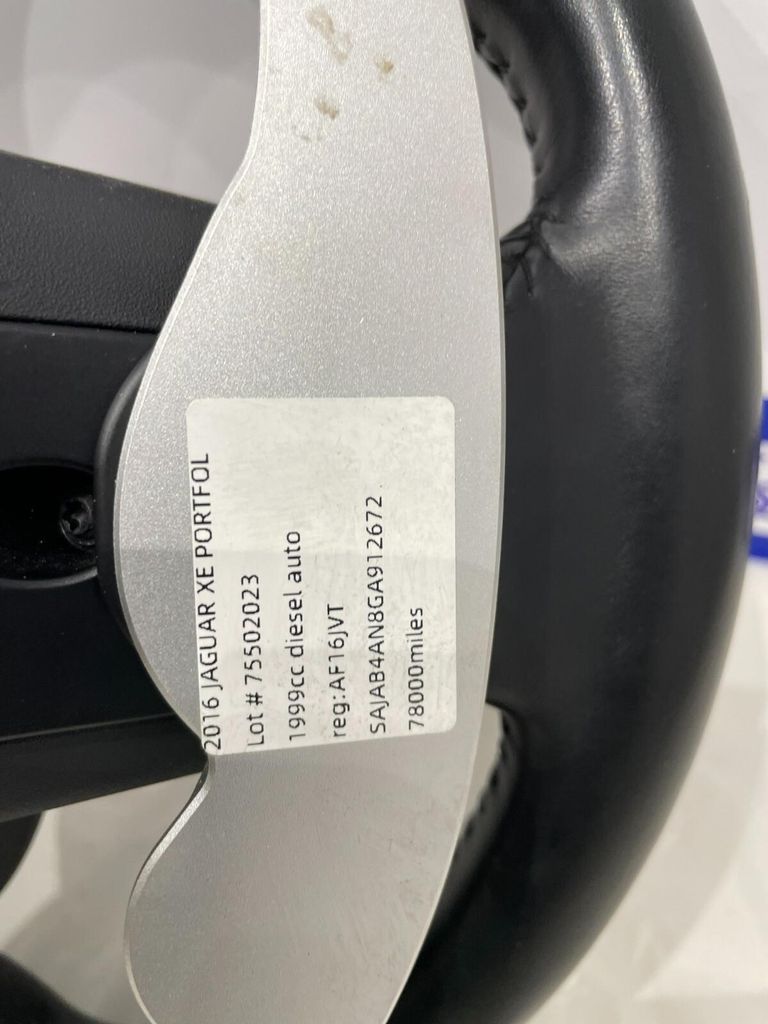 2016 JAGUAR XE PORTFOL
Lot # 75502023
1999cc diesel auto
reg:AF16JVT
SAJAB4AN8GA912672
78000miles